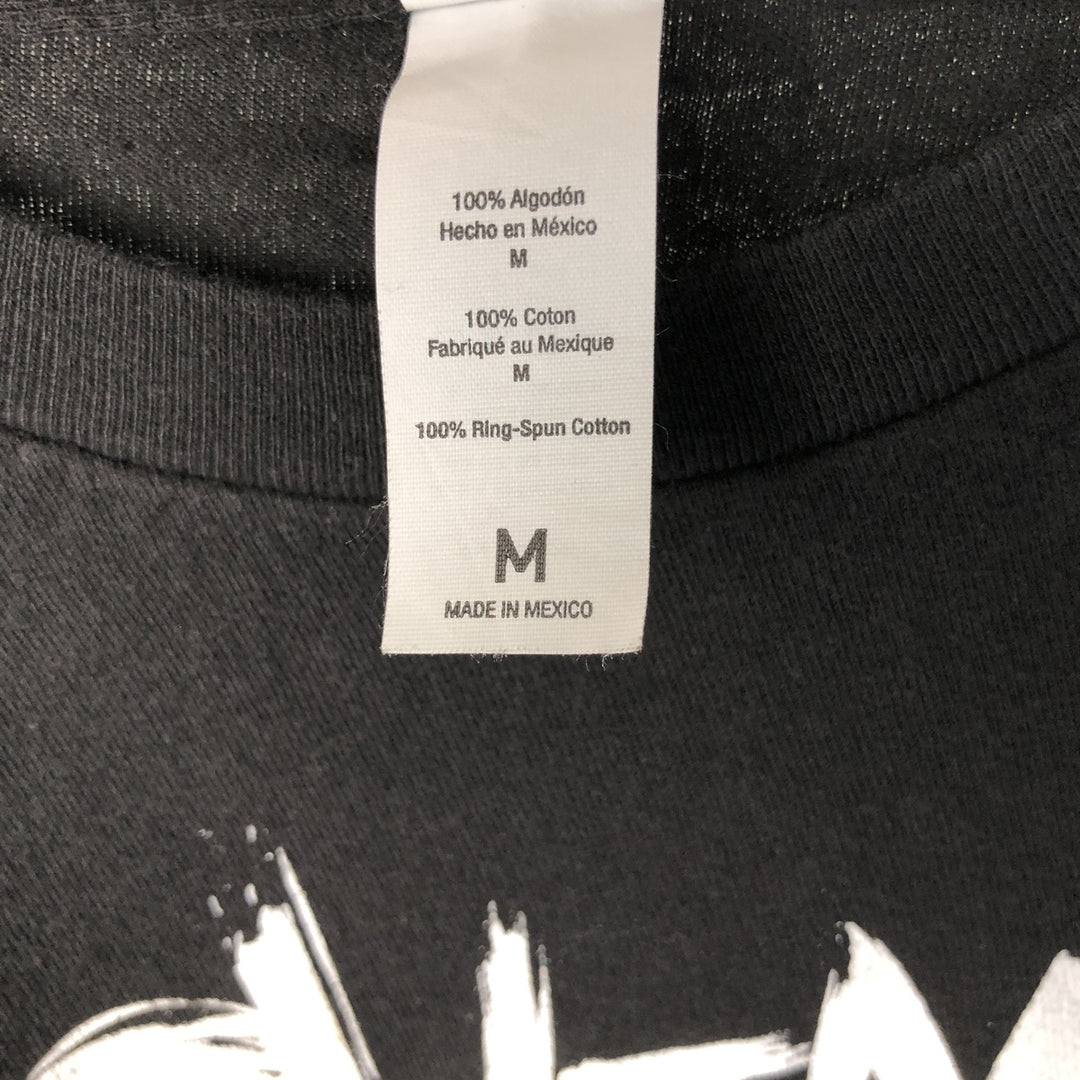 100% Algodón
Hecho en México
M
100% Coton
Fabriqué au Mexique
M
100% Ring-Spun Cotton
M
MADE IN MEXICO